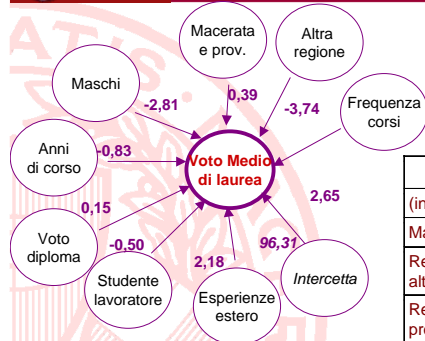 ATIS
Macerata
e prov.
Altra
regione
Maschi
0,39
-2,81
-3,74
Frequenza
corsi
Anni
di corso
-0,83
Voto Medio
di laurea
2,65
0,15
(in
Voto
diploma
-0,50
96,31
Ma
Studente
lavoratore
2,18
Esperienze
estero
Intercetta
Re
alt
Re
pro